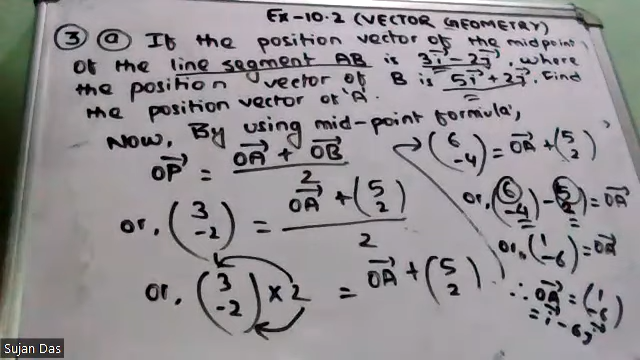 Ex-10.2 (VECTOR GEOMETRY)
③ ⓐ If the position vector of the midpoint
of the line segment AB is 3i⃗ - 2j⃗, where
the position vector of B is 5i⃗ + 2j⃗. Find
the position vector of 'A'.
Now, By using mid-point formula,
OP⃗ = (OA⃗ + OB⃗)/2
or, (3 -2) = (OA⃗ + (5 2))/2
or, (3 -2) × 2 = OA⃗ + (5 2)
→ (6 -4) = OA⃗ + (5 2)
or, (6 -4) - (5 2) = OA⃗
or, (1 -6) = OA⃗
∴ OA⃗ = (1 -6)
= i⃗ - 6j⃗
Sujan Das